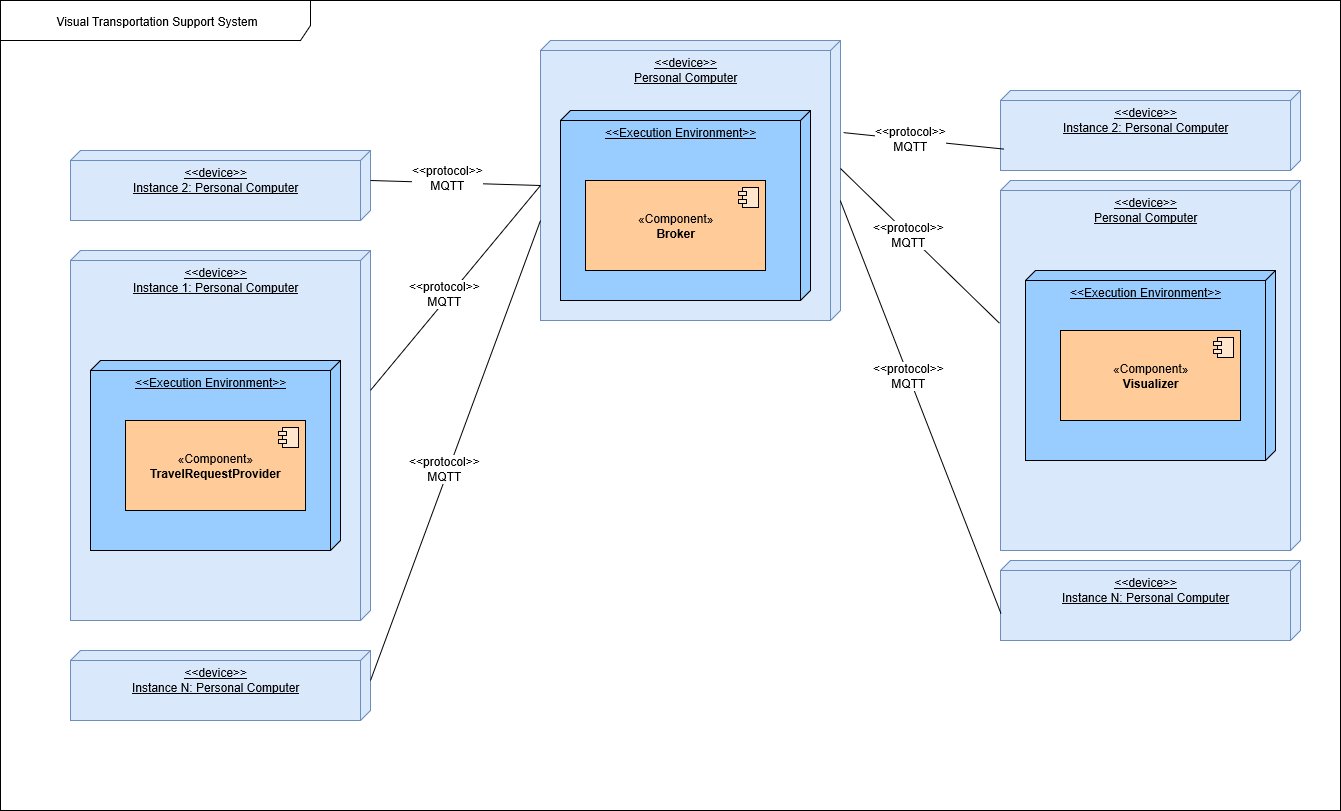 Visual Transportation Support System
<<device>>
Personal Computer
<<Execution Environment>>
«Component»
Broker
<<device>>
Instance 2: Personal Computer
<<protocol>>
MQTT
<<device>>
Instance 1: Personal Computer
<<Execution Environment>>
«Component»
TravelRequestProvider
<<protocol>>
MQTT
<<device>>
Instance N: Personal Computer
<<protocol>>
MQTT
<<protocol>>
MQTT
<<device>>
Instance 2: Personal Computer
<<protocol>>
MQTT
<<device>>
Personal Computer
<<Execution Environment>>
«Component»
Visualizer
<<protocol>>
MQTT
<<device>>
Instance N: Personal Computer